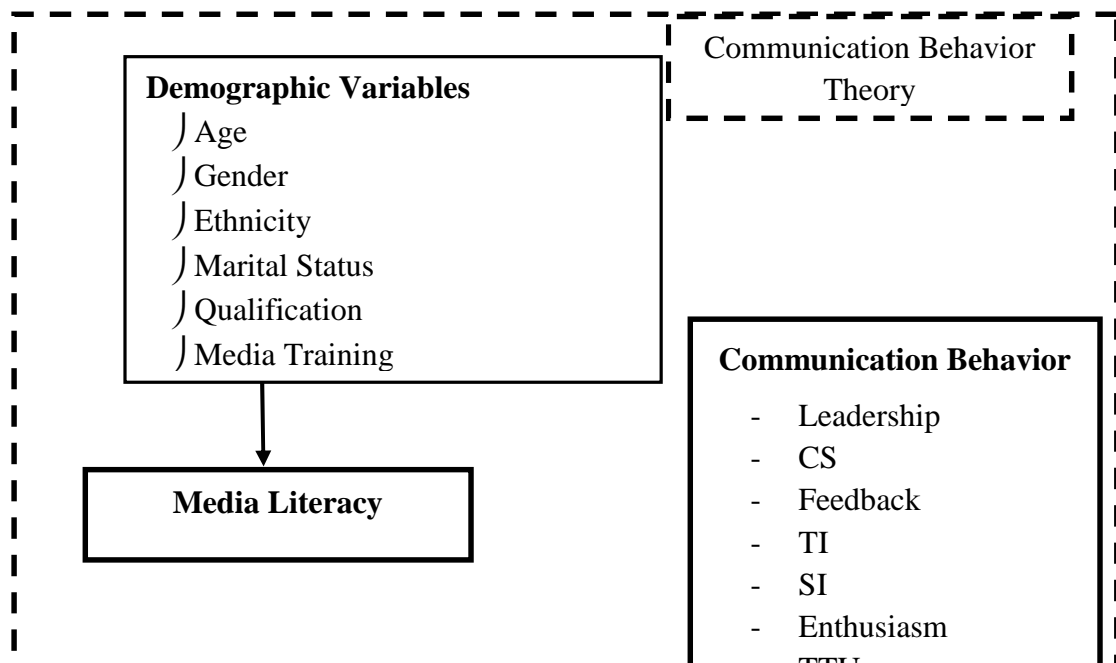 Communication Behavior
Theory
Demographic Variables
⌡Age
⌡Gender
⌡Ethnicity
⌡Marital Status
⌡Qualification
⌡Media Training
Media Literacy
Communication Behavior
- Leadership
- CS
- Feedback
- TI
- SI
- Enthusiasm